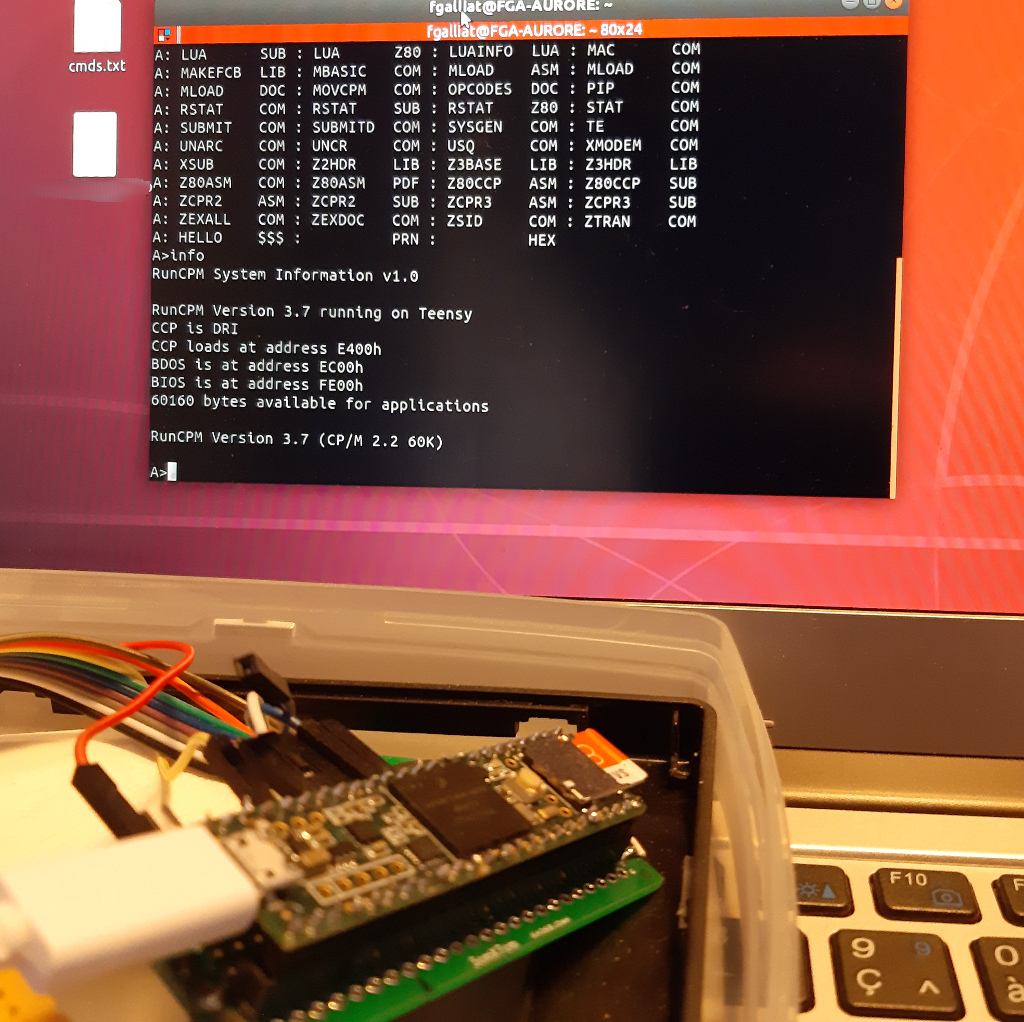 fgalliat@FGA-AURORE: ~
fgalliat@FGA-AURORE: ~ 80x24
cmds.txt
A: LUA SUB : LUA Z80 : LUAINFO LUA : MAC COM
A: MAKEFCB LIB : MBASIC COM : MLOAD ASM : MLOAD COM
A: MLOAD DOC : MOVCPM COM : OPCODES DOC : PIP COM
A: RSTAT COM : RSTAT SUB : RSTAT Z80 : STAT COM
A: SUBMIT COM : SUBMITD COM : SYSGEN COM : TE COM
A: UNARC COM : UNCR COM : USQ COM : XMODEM COM
A: XSUB COM : Z2HDR LIB : Z3BASE LIB : Z3HDR LIB
A: Z80ASM COM : Z80ASM PDF : Z80CCP ASM : Z80CCP SUB
A: ZCPR2 ASM : ZCPR2 SUB : ZCPR3 ASM : ZCPR3 SUB
A: ZEXALL COM : ZEXDOC COM : ZSID COM : ZTRAN COM
A: HELLO $$$ : PRN : HEX
A>info
RunCPM System Information v1.0
RunCPM Version 3.7 running on Teensy
CCP is DRI
CCP loads at address E400h
BDOS is at address EC00h
BIOS is at address FE00h
60160 bytes available for applications
RunCPM Version 3.7 (CP/M 2.2 60K)
A>
F10
9 9
Ç ^